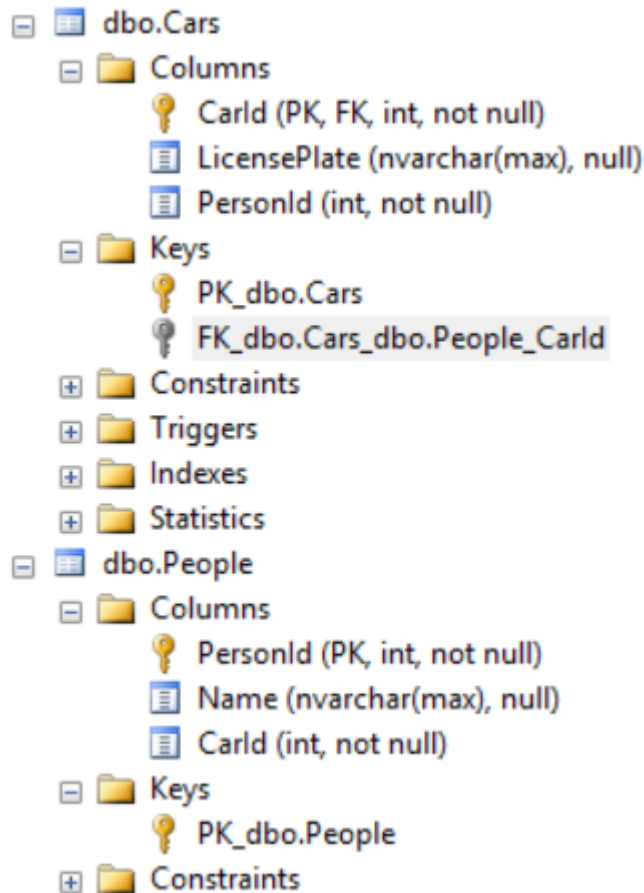 dbo.Cars
Columns
CarId (PK, FK, int, not null)
LicensePlate (nvarchar(max), null)
PersonId (int, not null)
Keys
PK_dbo.Cars
FK_dbo.Cars_dbo.People_CarId
Constraints
Triggers
Indexes
Statistics
dbo.People
Columns
PersonId (PK, int, not null)
Name (nvarchar(max), null)
CarId (int, not null)
Keys
PK_dbo.People
Constraints